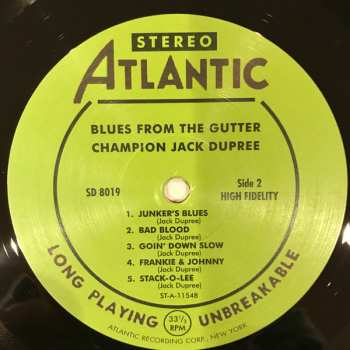 STEREO
ATLANTIC
BLUES FROM THE GUTTER
CHAMPION JACK DUPREE
SD 8019
Side 2
HIGH FIDELITY
1. JUNKER'S BLUES
(Jack Dupree)
2. BAD BLOOD
(Jack Dupree)
3. GOIN' DOWN SLOW
(Jack Dupree)
4. FRANKIE & JOHNNY
(Jack Dupree)
5. STACK-O-LEE
(Jack Dupree)
ST-A-11548
LONG PLAYING UNBREAKABLE
33 1/3
RPM
ATLANTIC RECORDING CORP., NEW YORK